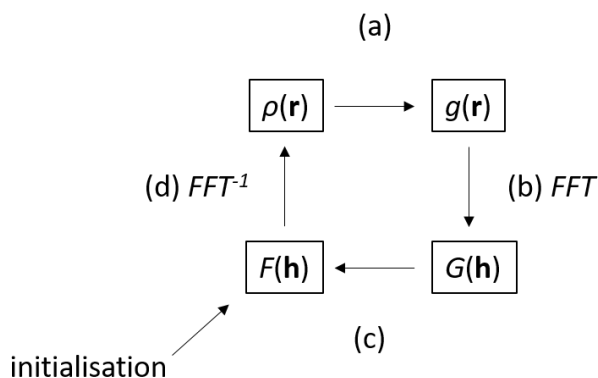 (a)
ρ(r)
g(r)
(d) FFT⁻¹
(b) FFT
F(h)
G(h)
(c)
initialisation